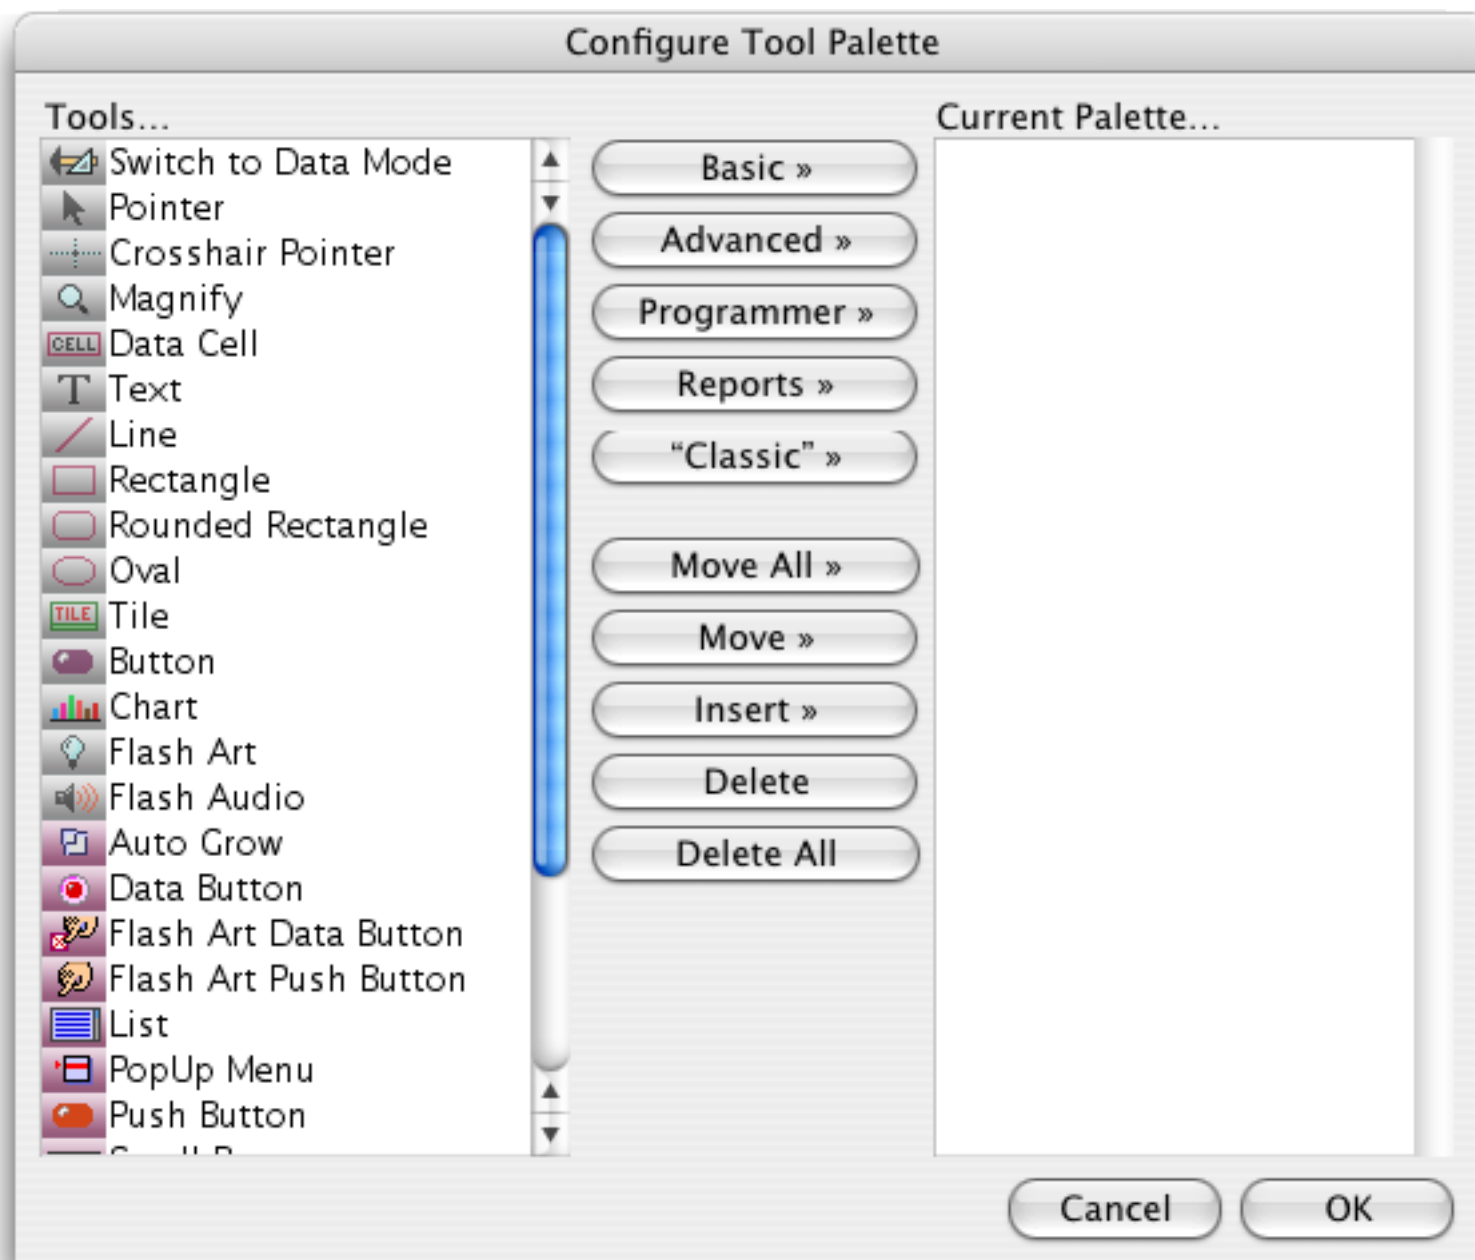 Configure Tool Palette
Tools...
Switch to Data Mode
Pointer
Crosshair Pointer
Magnify
CELL Data Cell
T Text
Line
Rectangle
Rounded Rectangle
Oval
TILE Tile
Button
Chart
Flash Art
Flash Audio
Auto Grow
Data Button
Flash Art Data Button
Flash Art Push Button
List
PopUp Menu
Push Button
Basic »
Advanced »
Programmer »
Reports »
“Classic” »
Move All »
Move »
Insert »
Delete
Delete All
Current Palette...
Cancel
OK